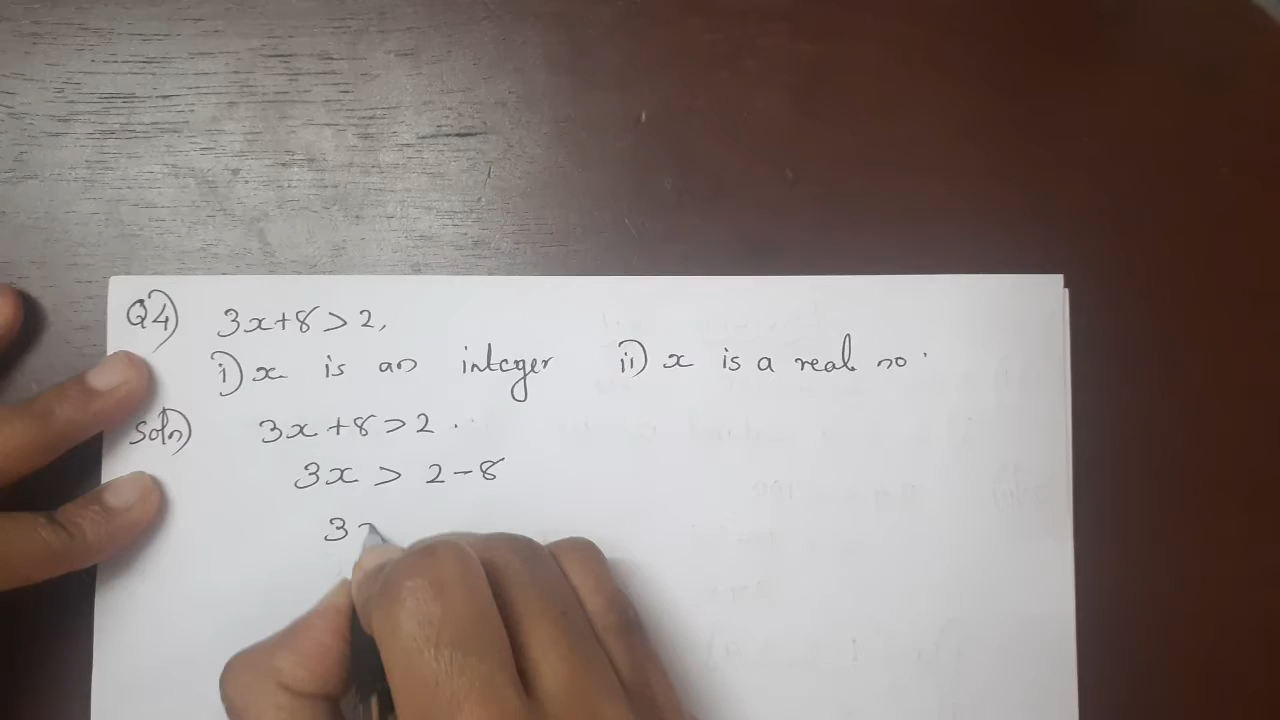 Q4) 3x+8>2,
i) x is an integer ii) x is a real no.
Soln) 3x+8>2.
3x > 2-8
3